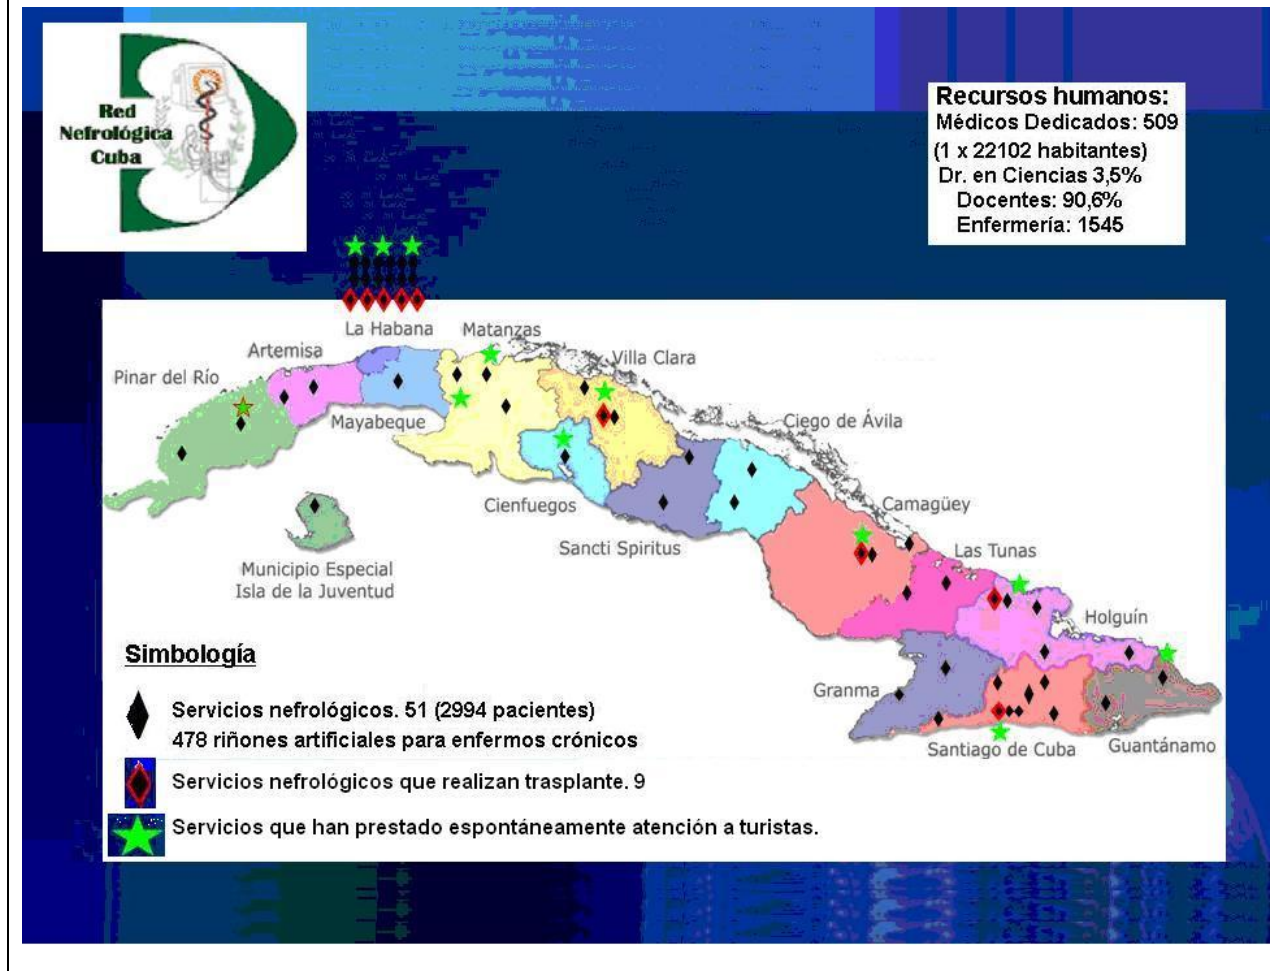 Red
Nefrológica
Cuba
Recursos humanos:
Médicos Dedicados: 509
(1 x 22102 habitantes)
Dr. en Ciencias 3,5%
Docentes: 90,6%
Enfermería: 1545
La Habana
Matanzas
Artemisa
Villa Clara
Pinar del Río
Mayabeque
Ciego de Ávila
Cienfuegos
Camagüey
Sancti Spiritus
Las Tunas
Municipio Especial
Isla de la Juventud
Holguín
Granma
Santiago de Cuba
Guantánamo
Simbología
Servicios nefrológicos. 51 (2994 pacientes)
478 riñones artificiales para enfermos crónicos
Servicios nefrológicos que realizan trasplante. 9
Servicios que han prestado espontáneamente atención a turistas.